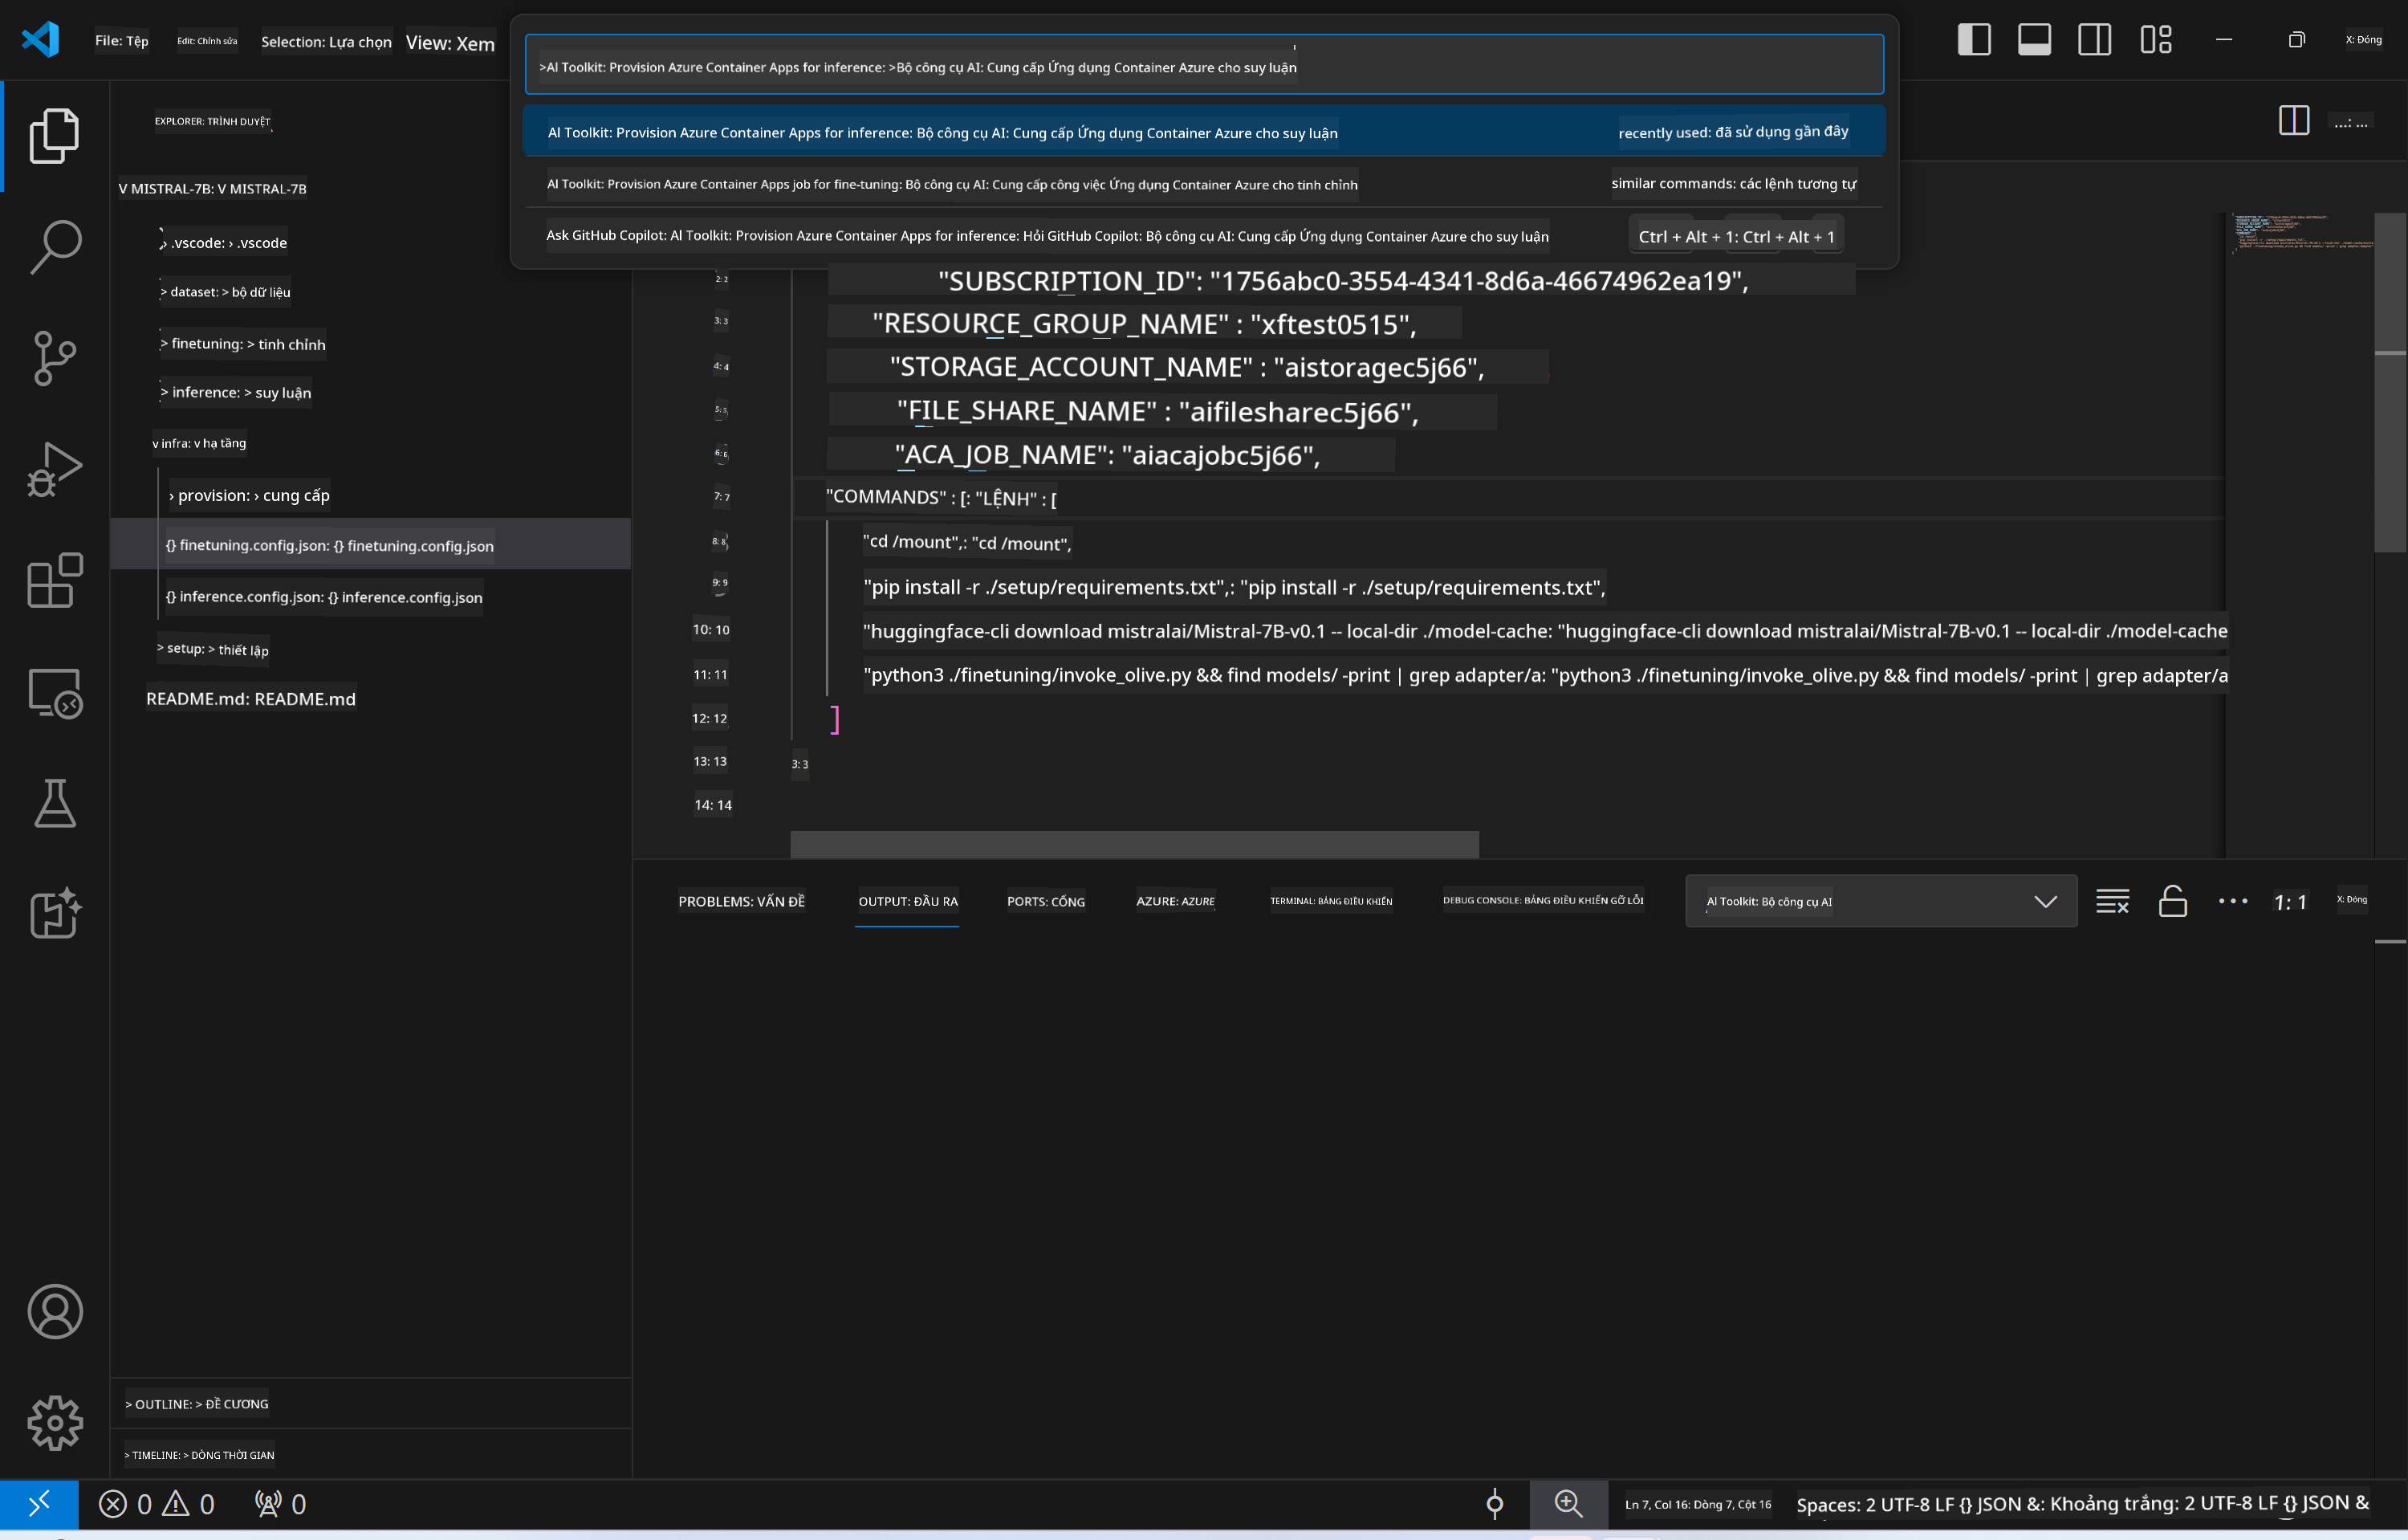 File: Tệp
Edit: Chỉnh sửa
Selection: Lựa chọn
View: Xem
X: Đóng
>AI Toolkit: Provision Azure Container Apps for inference: >Bộ công cụ AI: Cung cấp Ứng dụng Container Azure cho suy luận
AI Toolkit: Provision Azure Container Apps for inference: Bộ công cụ AI: Cung cấp Ứng dụng Container Azure cho suy luận
recently used: đã sử dụng gần đây
AI Toolkit: Provision Azure Container Apps job for fine-tuning: Bộ công cụ AI: Cung cấp công việc Ứng dụng Container Azure cho tinh chỉnh
similar commands: các lệnh tương tự
Ask GitHub Copilot: AI Toolkit: Provision Azure Container Apps for inference: Hỏi GitHub Copilot: Bộ công cụ AI: Cung cấp Ứng dụng Container Azure cho suy luận
Ctrl + Alt + 1: Ctrl + Alt + 1
...: ...
EXPLORER: TRÌNH DUYỆT
V MISTRAL-7B: V MISTRAL-7B
› .vscode: › .vscode
> dataset: > bộ dữ liệu
> finetuning: > tinh chỉnh
> inference: > suy luận
v infra: v hạ tầng
› provision: › cung cấp
{} finetuning.config.json: {} finetuning.config.json
{} inference.config.json: {} inference.config.json
> setup: > thiết lập
README.md: README.md
> OUTLINE: > ĐỀ CƯƠNG
> TIMELINE: > DÒNG THỜI GIAN
2: 2 "SUBSCRIPTION_ID": "1756abc0-3554-4341-8d6a-46674962ea19",
3: 3 "RESOURCE_GROUP_NAME" : "xftest0515",
4: 4 "STORAGE_ACCOUNT_NAME" : "aistoragec5j66",
5: 5 "FILE_SHARE_NAME" : "aifilesharec5j66",
6: 6 "ACA_JOB_NAME": "aiacajobc5j66",
7: 7 "COMMANDS" : [: "LỆNH" : [
8: 8 "cd /mount",: "cd /mount",
9: 9 "pip install -r ./setup/requirements.txt",: "pip install -r ./setup/requirements.txt",
10: 10 "huggingface-cli download mistralai/Mistral-7B-v0.1 -- local-dir ./model-cache: "huggingface-cli download mistralai/Mistral-7B-v0.1 -- local-dir ./model-cache
11: 11 "python3 ./finetuning/invoke_olive.py && find models/ -print | grep adapter/a: "python3 ./finetuning/invoke_olive.py && find models/ -print | grep adapter/a
12: 12 ]
13: 13 3: 3
14: 14
PROBLEMS: VẤN ĐỀ
OUTPUT: ĐẦU RA
PORTS: CỔNG
AZURE: AZURE
TERMINAL: BẢNG ĐIỀU KHIỂN
DEBUG CONSOLE: BẢNG ĐIỀU KHIỂN GỠ LỖI
AI Toolkit: Bộ công cụ AI
1: 1
X: Đóng
0 0 0
Ln 7, Col 16: Dòng 7, Cột 16
Spaces: 2 UTF-8 LF {} JSON &: Khoảng trắng: 2 UTF-8 LF {} JSON &